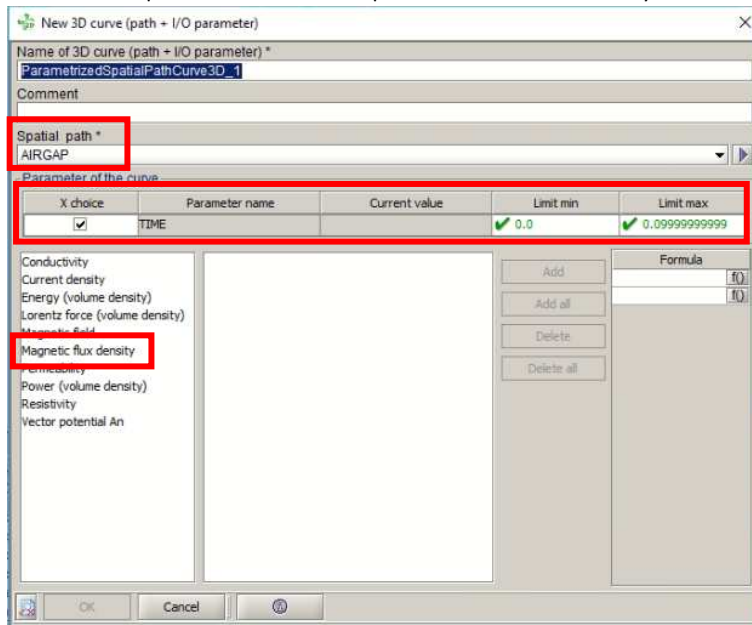 New 3D curve (path + I/O parameter)
Name of 3D curve (path + I/O parameter) *
ParametrizedSpatialPathCurve3D_1
Comment
Spatial path *
AIRGAP
Parameter of the curve
X choice Parameter name Current value Limit min Limit max
TIME 0.0 0.09999999999
Conductivity
Current density
Energy (volume density)
Lorentz force (volume density)
Magnetic field
Magnetic flux density
Permeability
Power (volume density)
Resistivity
Vector potential An
Add
Add all
Delete
Delete all
Formula
f()
f()
OK Cancel